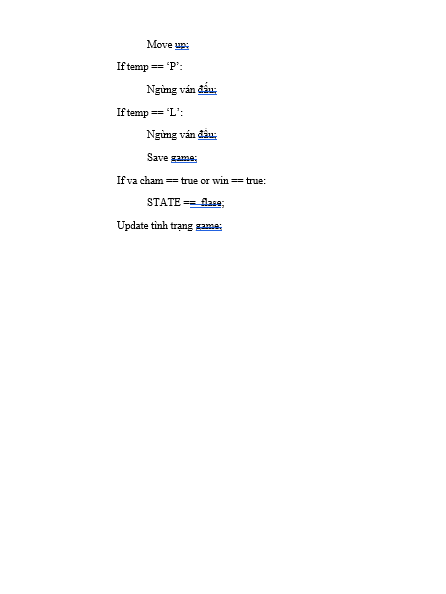 Move up;
If temp == ‘P’:
Ngừng ván đấu;
If temp == ‘L’:
Ngừng ván đấu;
Save game;
If va cham == true or win == true:
STATE == flase;
Update tình trạng game;